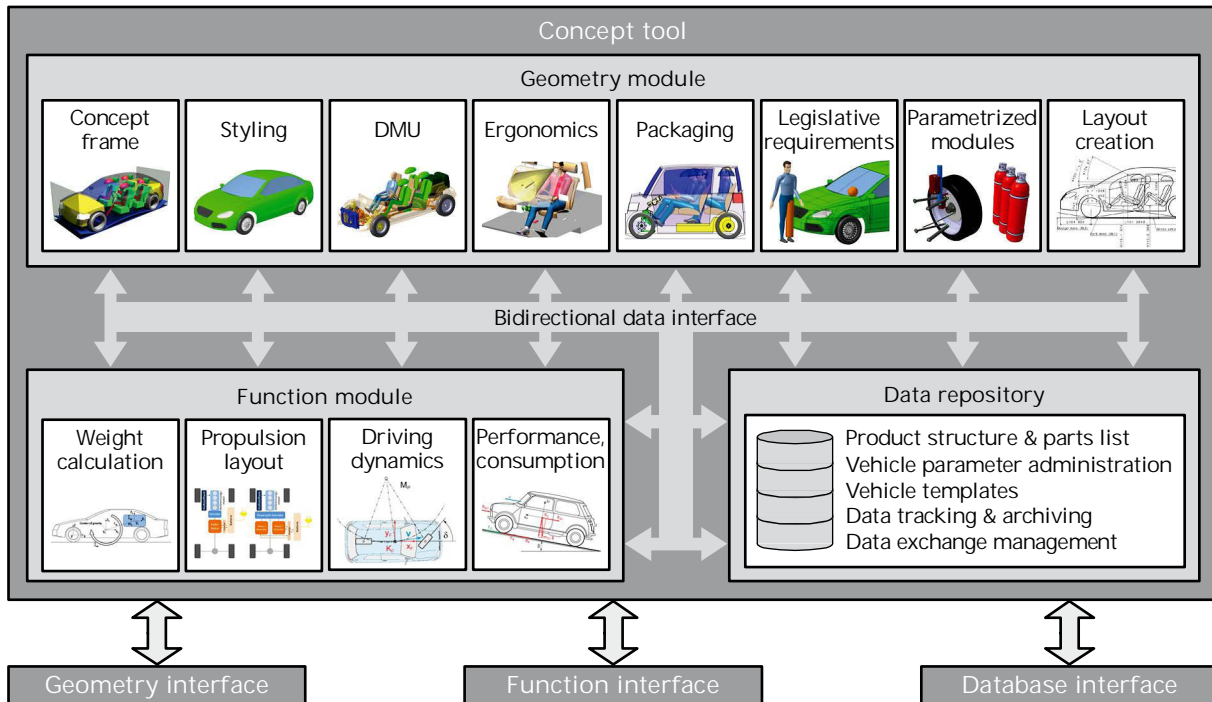 Concept tool
Geometry module
Concept
frame
Styling
DMU
Ergonomics
Packaging
Legislative
requirements
Parametrized
modules
Layout
creation
Bidirectional data interface
Function module
Weight
calculation
Propulsion
layout
Driving
dynamics
Performance,
consumption
Data repository
Product structure & parts list
Vehicle parameter administration
Vehicle templates
Data tracking & archiving
Data exchange management
Geometry interface
Function interface
Database interface